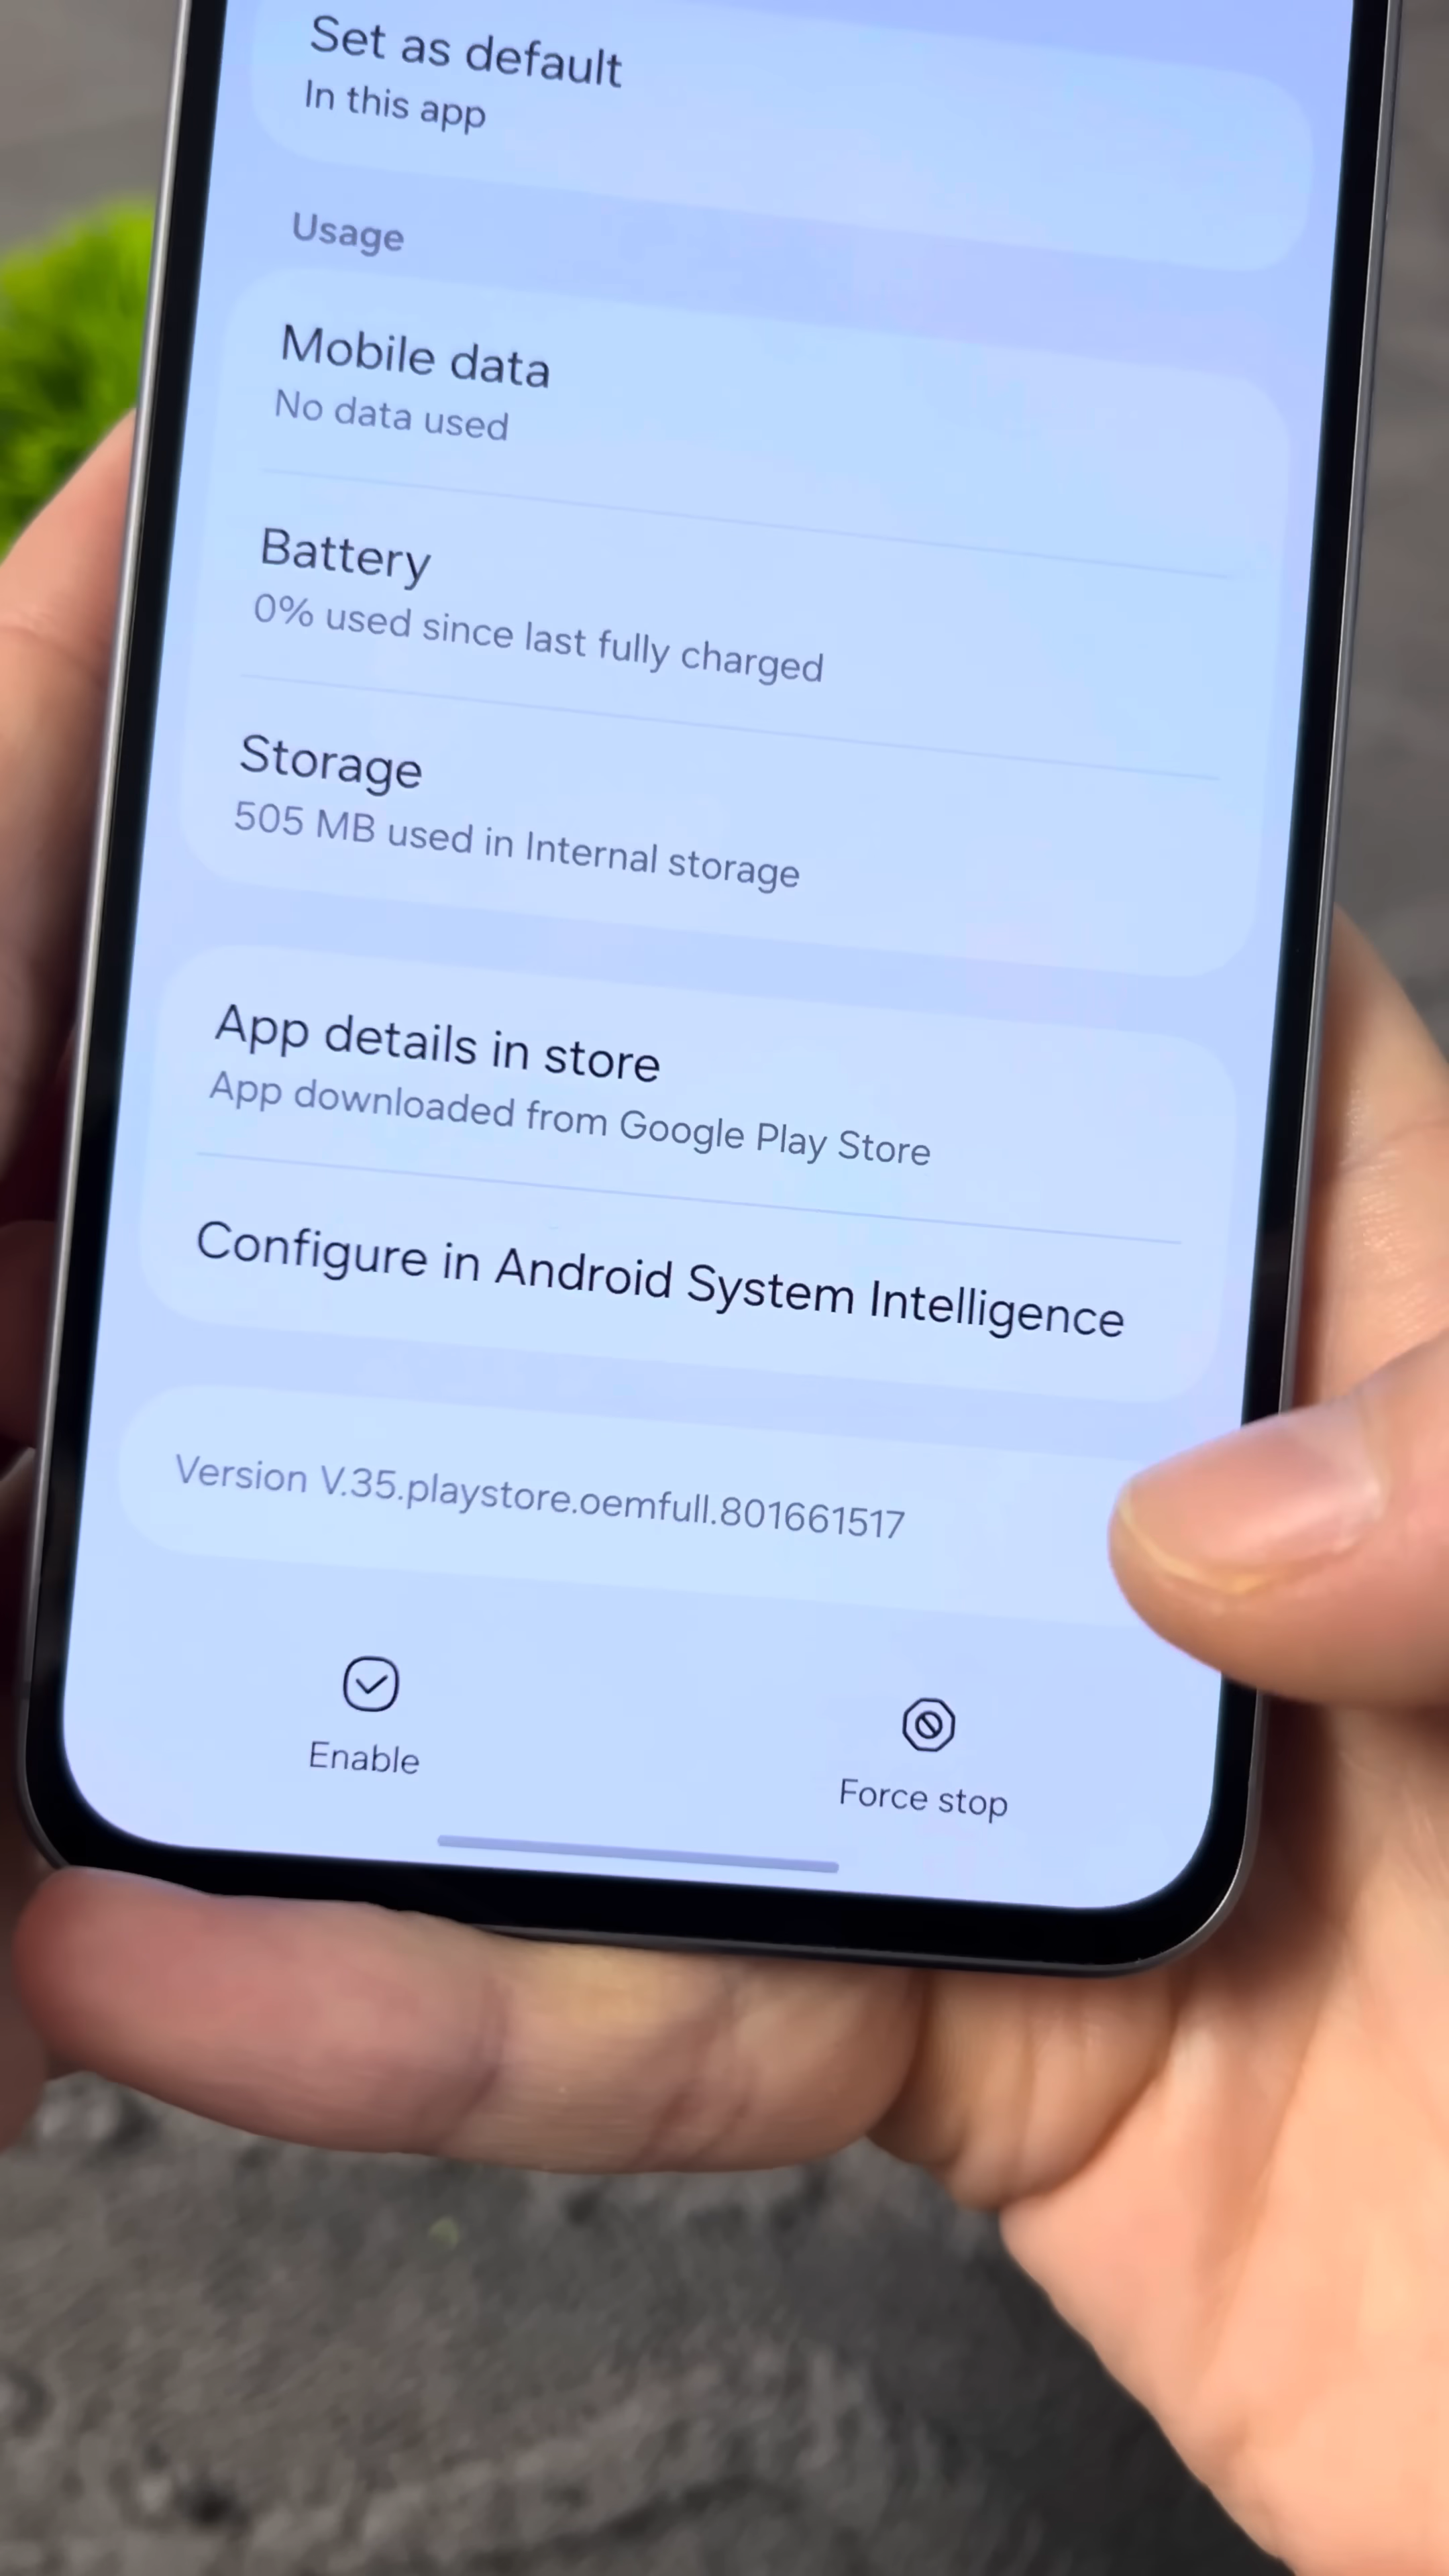 Set as default
In this app
Usage
Mobile data
No data used
Battery
0% used since last fully charged
Storage
505 MB used in Internal storage
App details in store
App downloaded from Google Play Store
Configure in Android System Intelligence
Version V.35.playstore.oemfull.801661517
Enable
Force stop